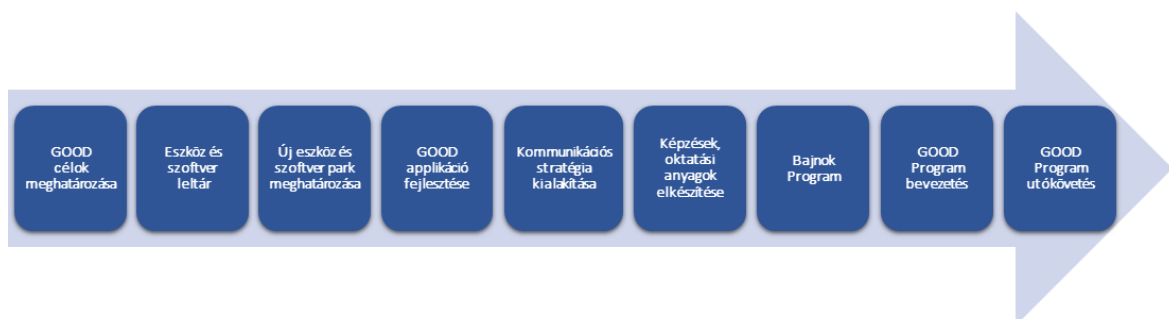 GOOD
célok
meghatározása
Eszköz és
szoftver
leltár
Új eszköz és
szoftver park
meghatározása
GOOD
applikáció
fejlesztése
Kommunikációs
stratégia
kialakítása
Képzések,
oktatási
anyagok
elkészítése
Bajnok
Program
GOOD
Program
bevezetés
GOOD
Program
utókövetés